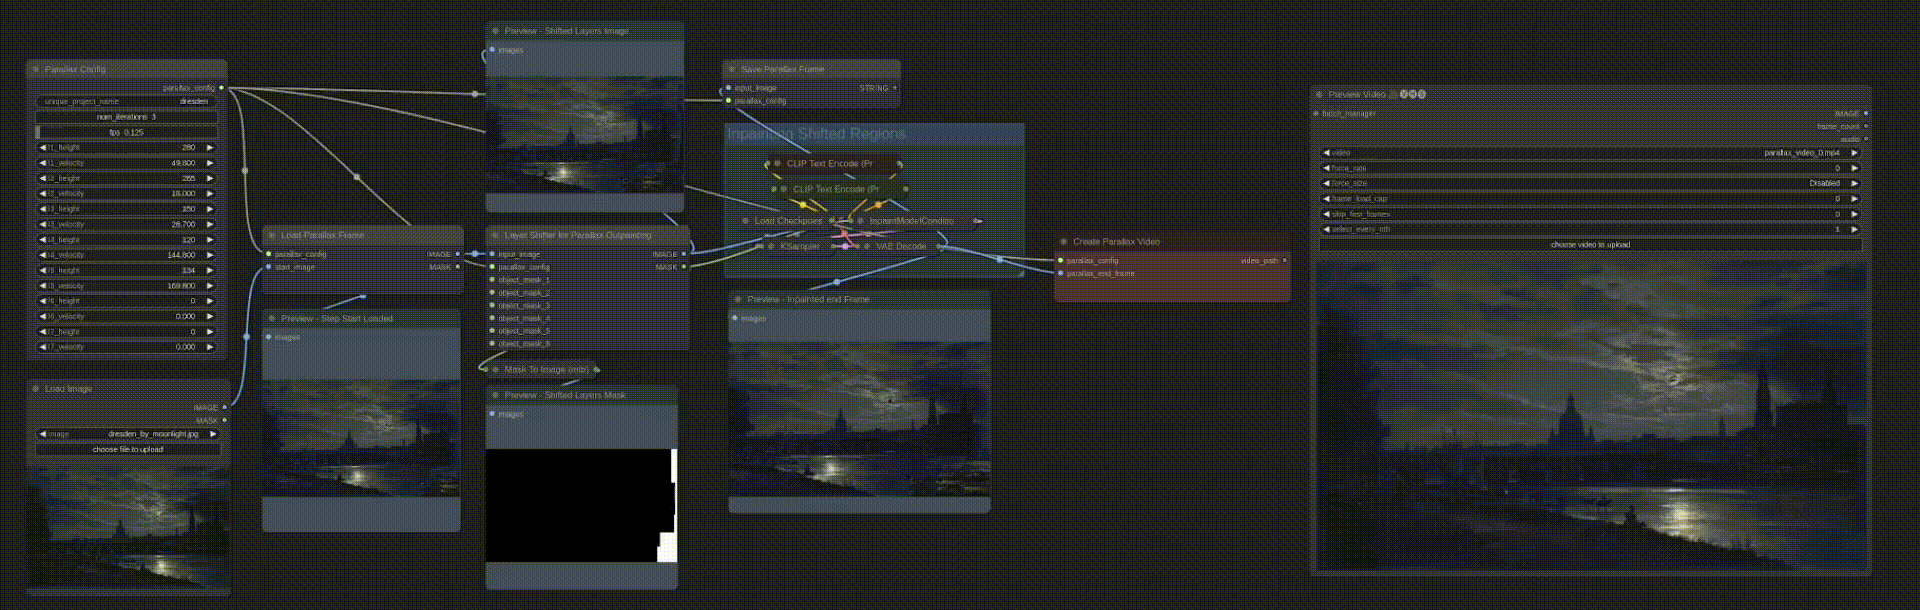 Parallax Config
parallax_config
unique_project_name dresden
num_iterations 3
fps 0.125
l1_height 280
l1_velocity 49.800
l2_height 265
l2_velocity 18.000
l3_height 150
l3_velocity 28.700
l4_height 120
l4_velocity 144.800
l5_height 134
l5_velocity 169.800
l6_height 0
l6_velocity 0.000
l7_height 0
l7_velocity 0.000
Load Image
IMAGE
MASK
image dresden_by_moonlight.jpg
choose file to upload
Load Parallax Frame
parallax_config IMAGE
start_image MASK
Preview - Step Start Loaded
images
Preview - Shifted Layers Image
images
Layer Shifter for Parallax Outpainting
input_image IMAGE
parallax_config MASK
object_mask_1
object_mask_2
object_mask_3
object_mask_4
object_mask_5
object_mask_6
Mask To Image (mtb)
Preview - Shifted Layers Mask
images
Save Parallax Frame
input_image STRING
parallax_config
Inpainting Shifted Regions
CLIP Text Encode (Pr
CLIP Text Encode (Pr
Load Checkpoint
InpaintModelConditio
KSampler
VAE Decode
Preview - Inpainted end Frame
images
Create Parallax Video
parallax_config video_path
parallax_end_frame
Preview Video VHS
batch_manager IMAGE
frame_count
audio
video parallax_video_0.mp4
force_rate 0
force_size Disabled
frame_load_cap 0
skip_first_frames 0
select_every_nth 1
choose video to upload